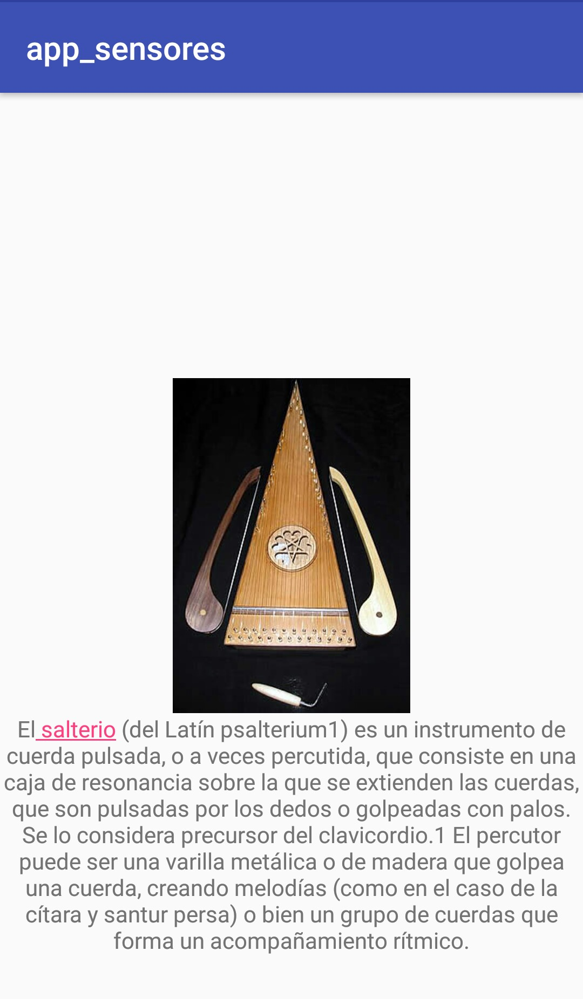 app_sensores
El salterio (del Latín psalterium1) es un instrumento de
cuerda pulsada, o a veces percutida, que consiste en una
caja de resonancia sobre la que se extienden las cuerdas,
que son pulsadas por los dedos o golpeadas con palos.
Se lo considera precursor del clavicordio.1 El percutor
puede ser una varilla metálica o de madera que golpea
una cuerda, creando melodías (como en el caso de la
cítara y santur persa) o bien un grupo de cuerdas que
forma un acompañamiento rítmico.